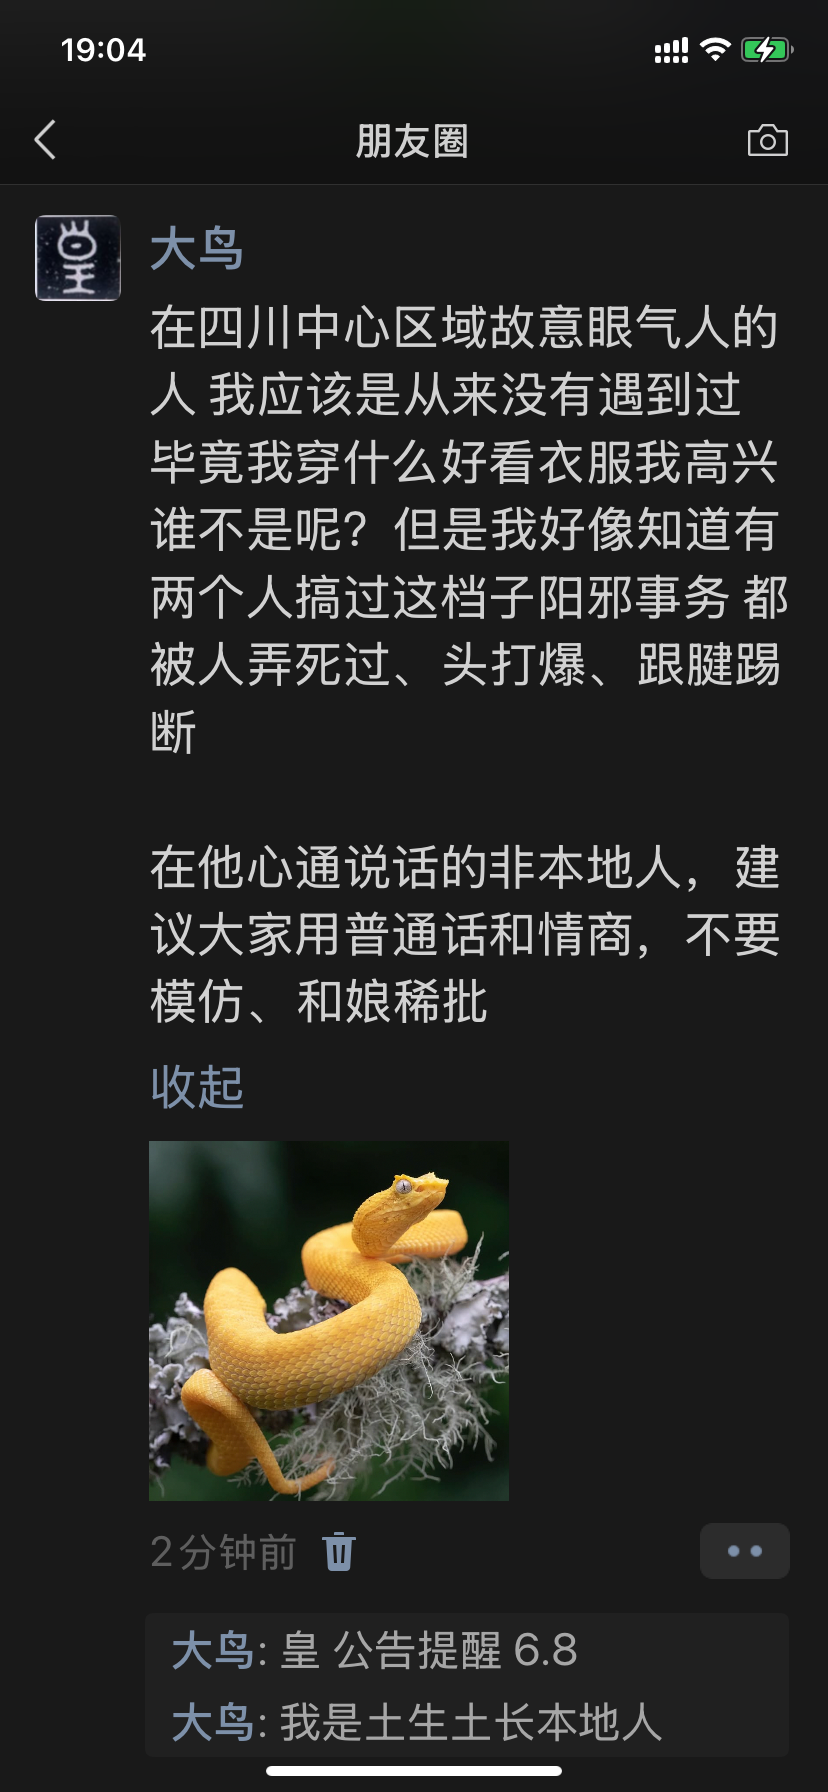 19:04
朋友圈
大鸟
在四川中心区域故意眼气人的
人 我应该是从来没有遇到过
毕竟我穿什么好看衣服我高兴
谁不是呢？但是我好像知道有
两个人搞过这档子阳邪事务 都
被人弄死过、头打爆、跟腱踢
断
在他心通说话的非本地人，建
议大家用普通话和情商，不要
模仿、和娘稀批
收起
2分钟前
大鸟: 皇 公告提醒 6.8
大鸟: 我是土生土长本地人